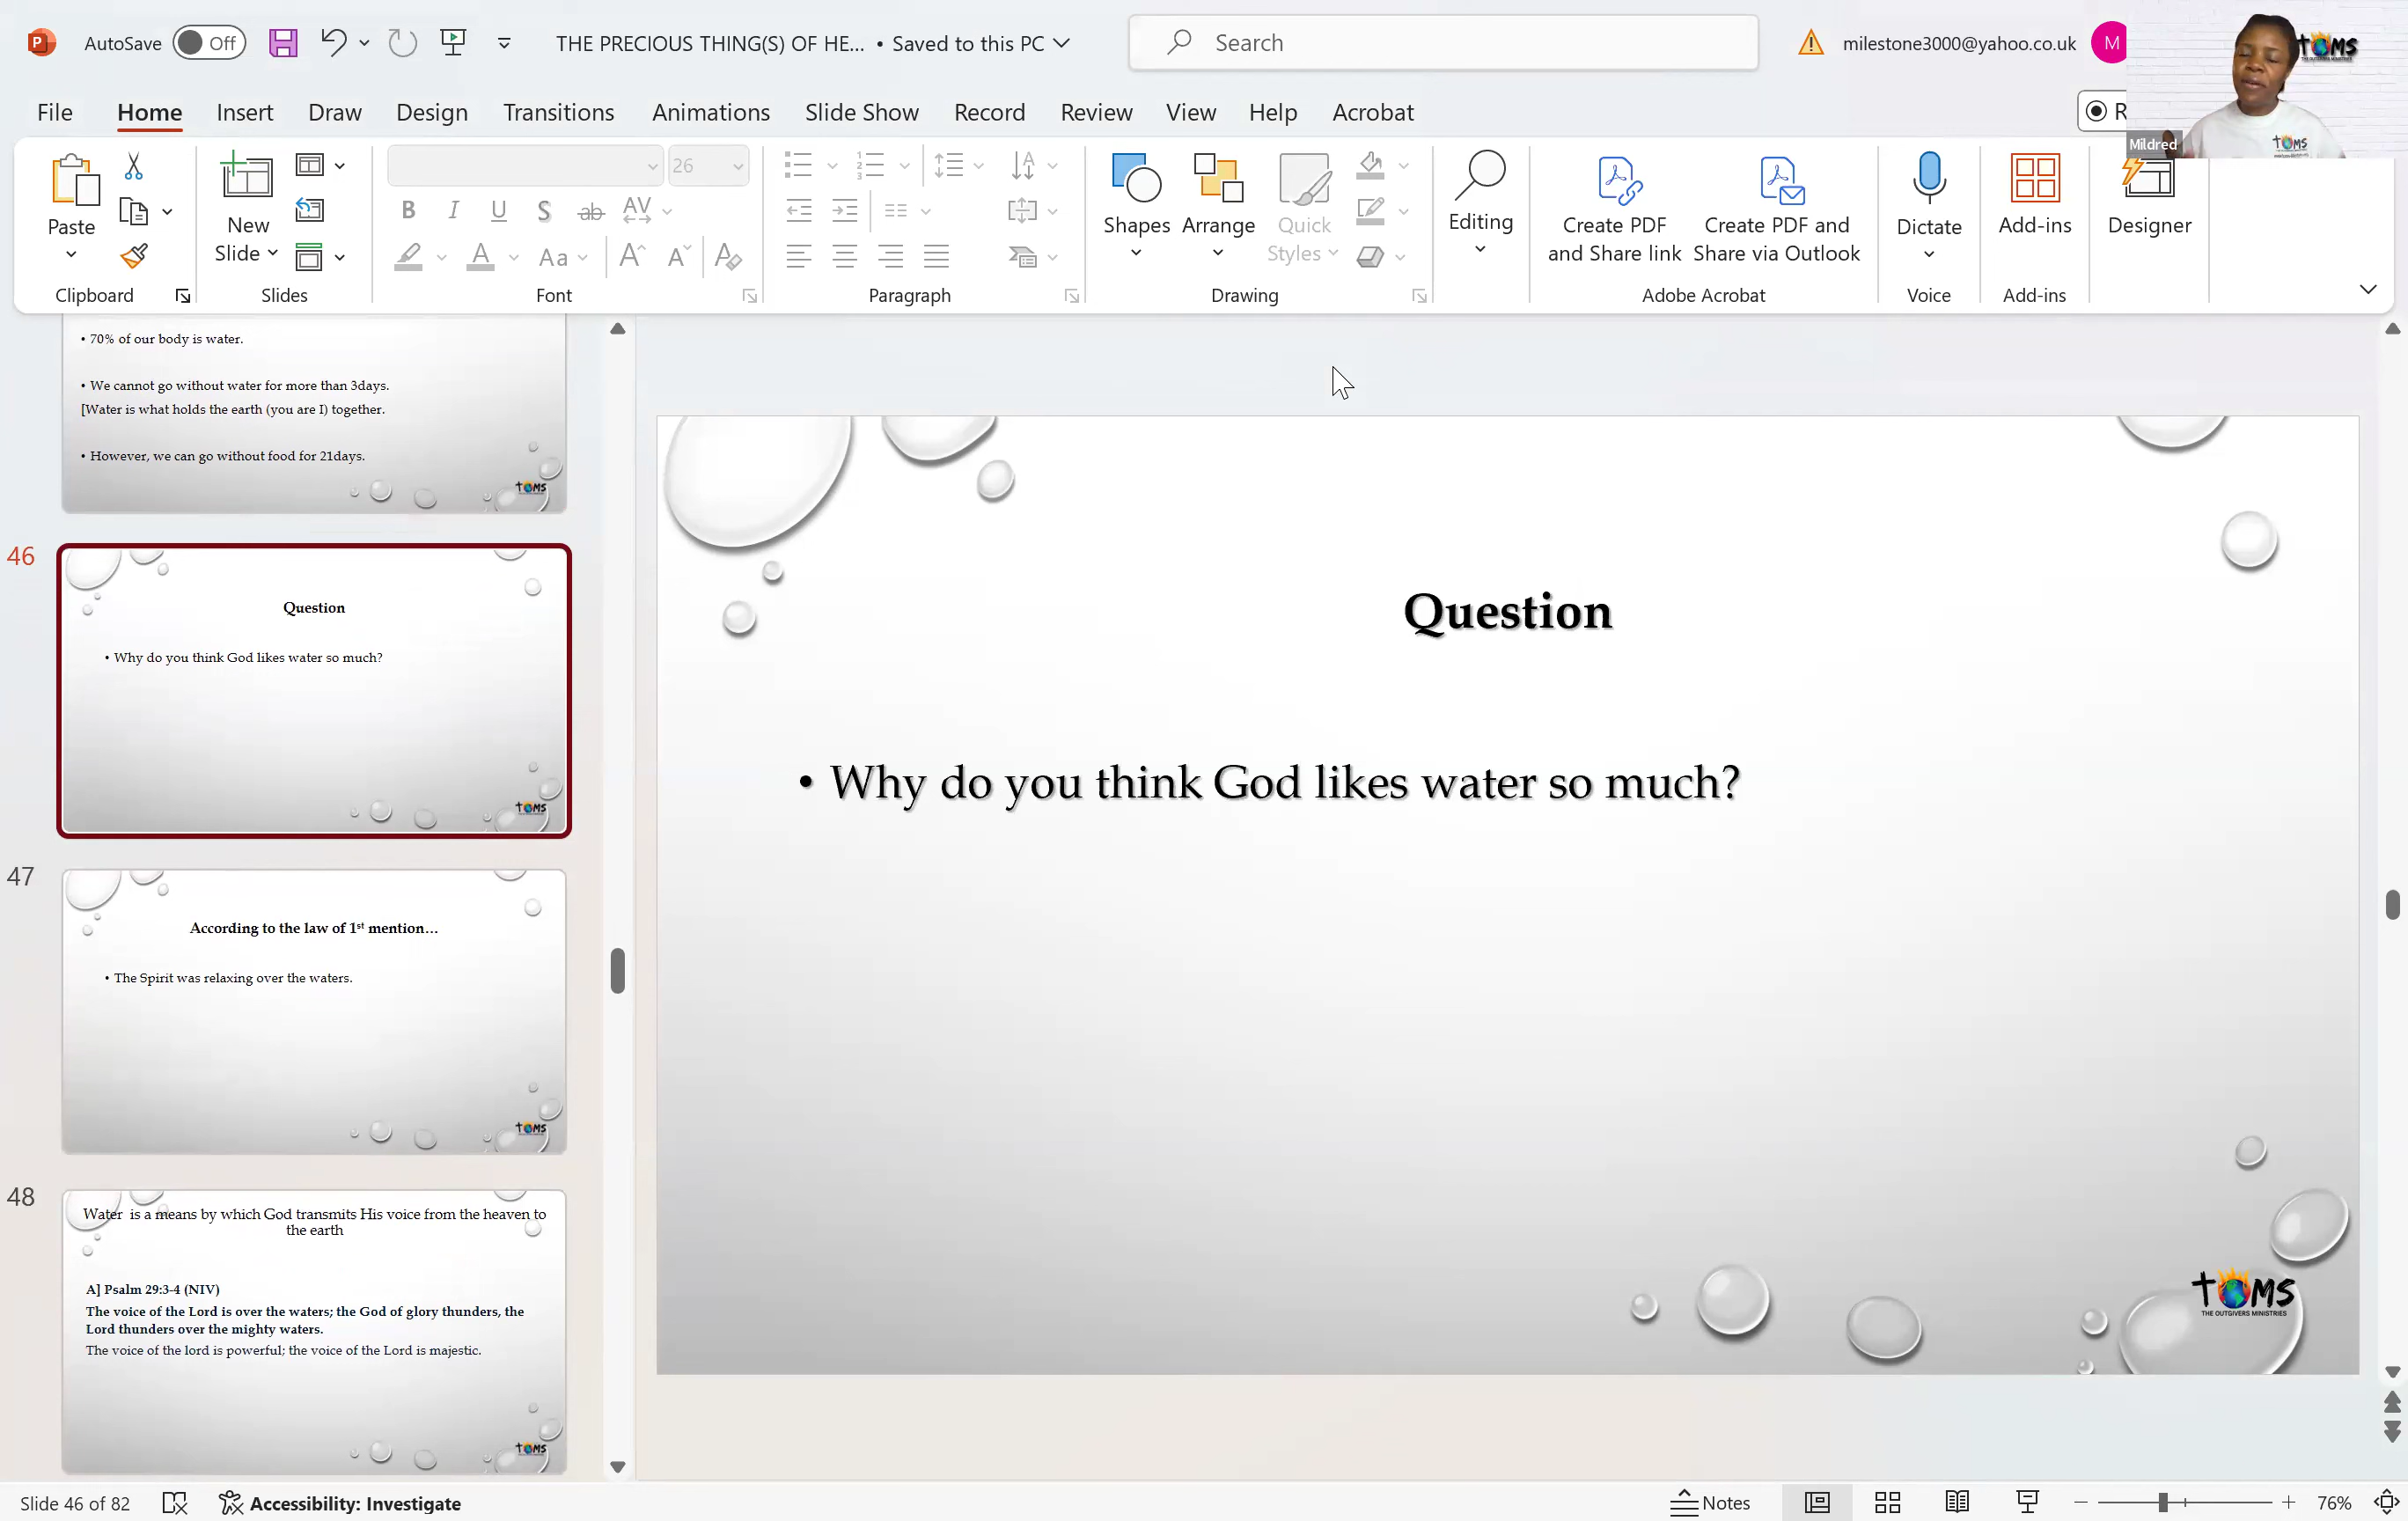 AutoSave Off
THE PRECIOUS THING(S) OF HE... • Saved to this PC
Search
milestone3000@yahoo.co.uk M
TOMS
Mildred
TOMS
File Home Insert Draw Design Transitions Animations Slide Show Record Review View Help Acrobat
Paste
New
Slide
26
B I U S ab AV
A Aa A A A
Shapes
Arrange
Quick
Styles
Editing
Create PDF
and Share link
Create PDF and
Share via Outlook
Dictate
Add-ins
Designer
Clipboard
Slides
Font
Paragraph
Drawing
Adobe Acrobat
Voice
Add-ins
• 70% of our body is water.
• We cannot go without water for more than 3days.
[Water is what holds the earth (you are I) together.
• However, we can go without food for 21days.
TOMS
46
Question
• Why do you think God likes water so much?
TOMS
47
According to the law of 1st mention...
• The Spirit was relaxing over the waters.
TOMS
48
Water is a means by which God transmits His voice from the heaven to
the earth
A] Psalm 29:3-4 (NIV)
The voice of the Lord is over the waters; the God of glory thunders, the
Lord thunders over the mighty waters.
The voice of the lord is powerful; the voice of the Lord is majestic.
TOMS
Question
• Why do you think God likes water so much?
TOMS
THE OUTGIVERS MINISTRIES
Slide 46 of 82
Accessibility: Investigate
Notes
76%